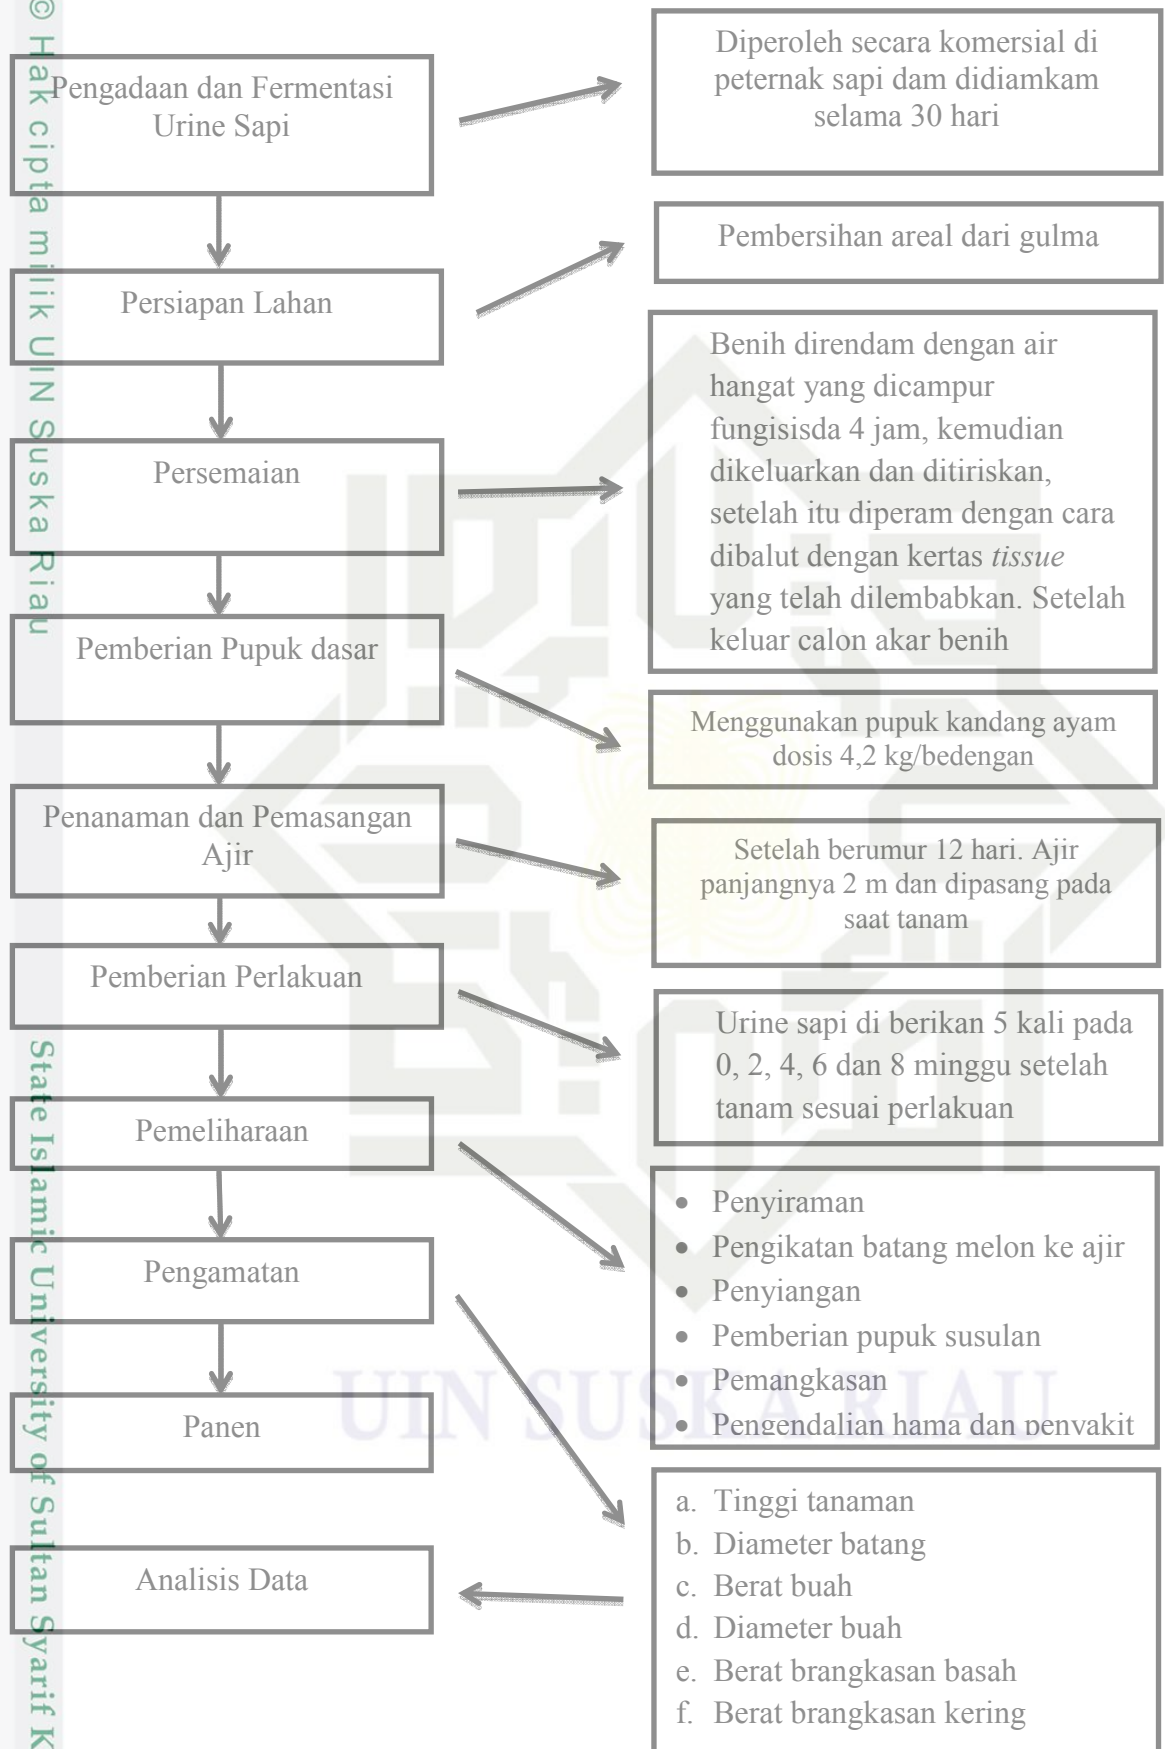 © Hak cipta milik UIN Suska Riau
State Islamic University of Sultan Syarif K
Pengadaan dan Fermentasi
Urine Sapi
Diperoleh secara komersial di
peternak sapi dam didiamkam
selama 30 hari
Persiapan Lahan
Pembersihan areal dari gulma
Persemaian
Benih direndam dengan air
hangat yang dicampur
fungisisda 4 jam, kemudian
dikeluarkan dan ditiriskan,
setelah itu diperam dengan cara
dibalut dengan kertas tissue
yang telah dilembabkan. Setelah
keluar calon akar benih
Pemberian Pupuk dasar
Menggunakan pupuk kandang ayam
dosis 4,2 kg/bedengan
Penanaman dan Pemasangan
Ajir
Setelah berumur 12 hari. Ajir
panjangnya 2 m dan dipasang pada
saat tanam
Pemberian Perlakuan
Urine sapi di berikan 5 kali pada
0, 2, 4, 6 dan 8 minggu setelah
tanam sesuai perlakuan
Pemeliharaan
• Penyiraman
• Pengikatan batang melon ke ajir
• Penyiangan
• Pemberian pupuk susulan
• Pemangkasan
• Pengendalian hama dan penyakit
Pengamatan
a. Tinggi tanaman
b. Diameter batang
c. Berat buah
d. Diameter buah
e. Berat brangkasan basah
f. Berat brangkasan kering
Panen
Analisis Data
UIN SUSKA RIAU